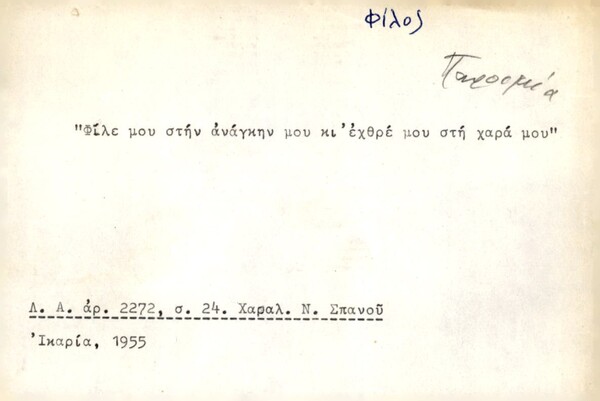 φίλος
Παροιμία
"Φίλε μου στήν ἀνάγκην μου κι'ἐχθρέ μου στή χαρά μου"
Λ. Α. ἀρ. 2272, σ. 24. Χαραλ. Ν. Σπανοῦ
Ἰκαρία, 1955